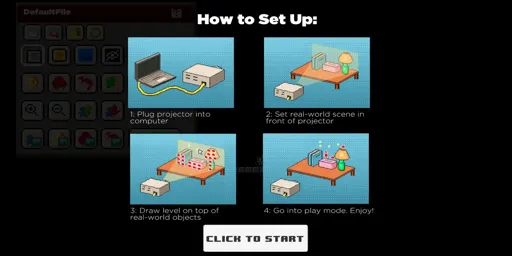 DefaultFile
How to Set Up:
1: Plug projector into
computer
2: Set real-world scene in
front of projector
3: Draw level on top of
real-world objects
4: Go into play mode. Enjoy!
CLICK TO START